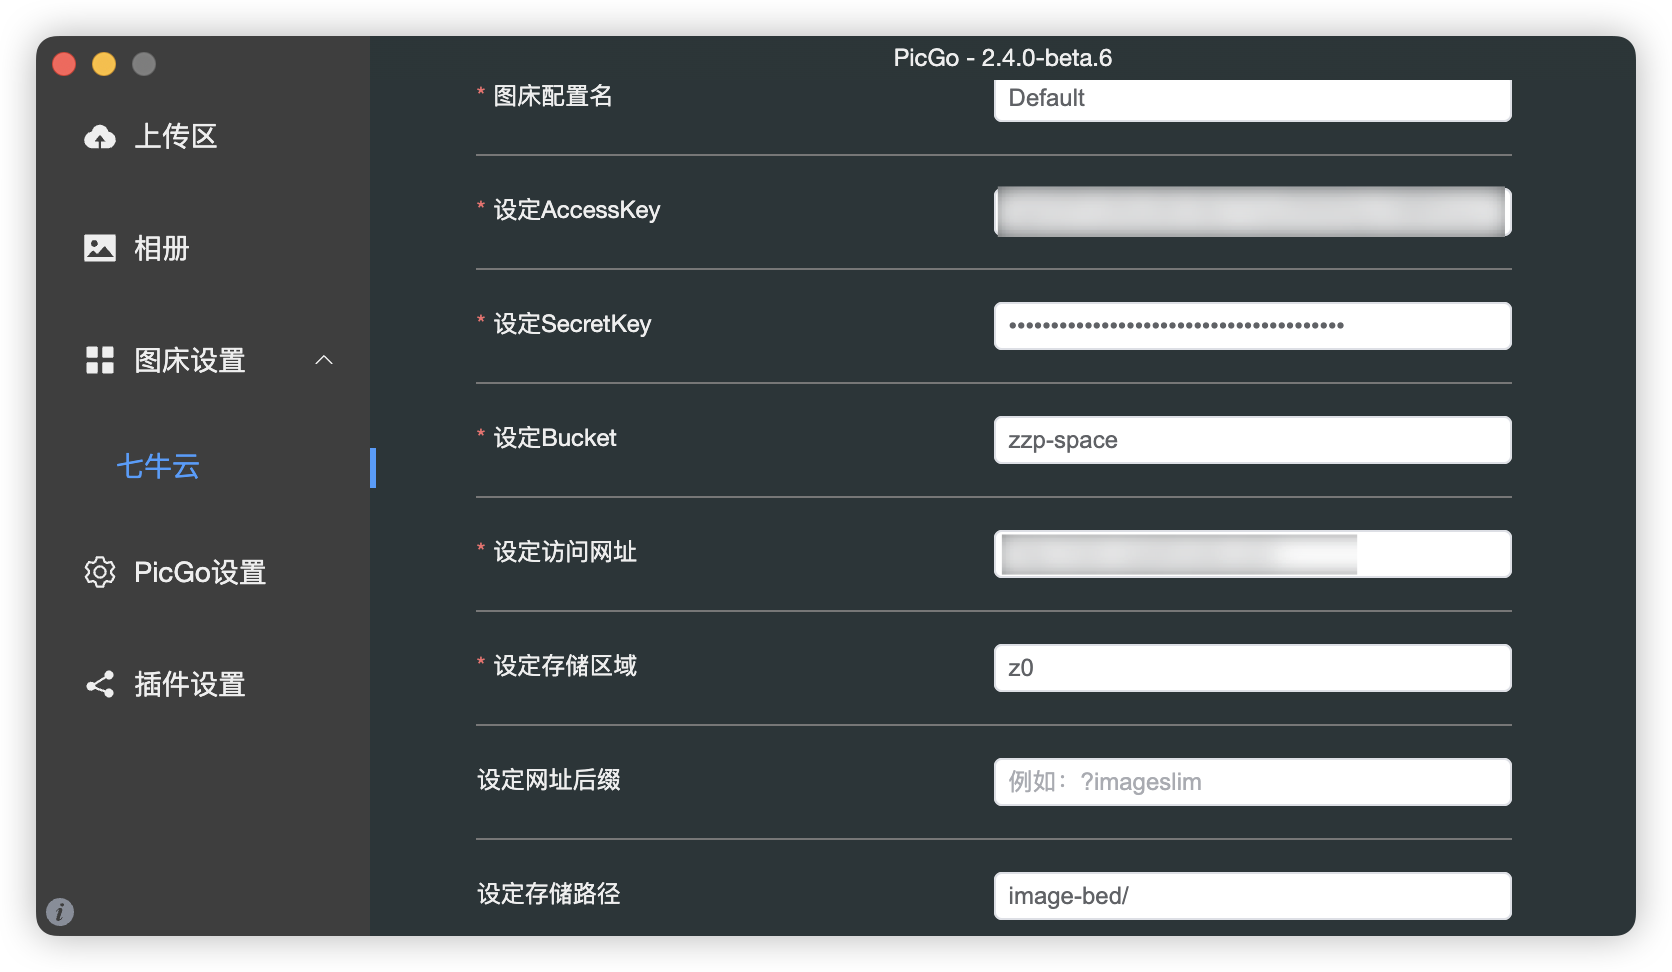 PicGo - 2.4.0-beta.6
上传区
相册
图床设置
七牛云
PicGo设置
插件设置
* 图床配置名
Default
* 设定AccessKey
* 设定SecretKey
••••••••••••••••••••••••••••••••••••••••
* 设定Bucket
zzp-space
* 设定访问网址
* 设定存储区域
z0
设定网址后缀
例如：?imageslim
设定存储路径
image-bed/